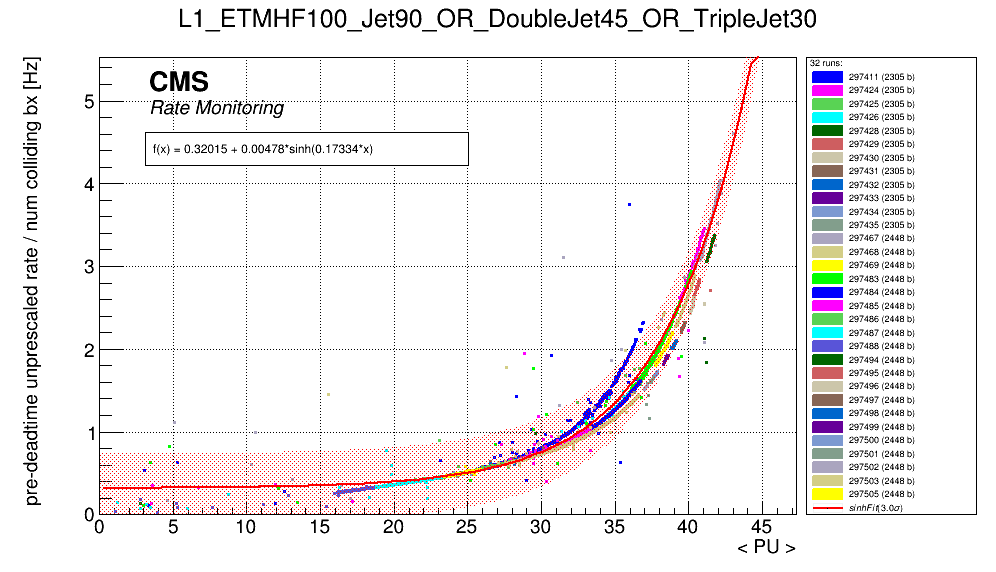 L1_ETMHF100_Jet90_OR_DoubleJet45_OR_TripleJet30
pre-deadtime unprescaled rate / num colliding bx [Hz]
CMS
Rate Monitoring
f(x) = 0.32015 + 0.00478*sinh(0.17334*x)
5
4
3
2
1
0
0 5 10 15 20 25 30 35 40 45
< PU >
32 runs:
297411 (2305 b)
297424 (2305 b)
297425 (2305 b)
297426 (2305 b)
297428 (2305 b)
297429 (2305 b)
297430 (2305 b)
297431 (2305 b)
297432 (2305 b)
297433 (2305 b)
297434 (2305 b)
297435 (2305 b)
297467 (2448 b)
297468 (2448 b)
297469 (2448 b)
297483 (2448 b)
297484 (2448 b)
297485 (2448 b)
297486 (2448 b)
297487 (2448 b)
297488 (2448 b)
297494 (2448 b)
297495 (2448 b)
297496 (2448 b)
297497 (2448 b)
297498 (2448 b)
297499 (2448 b)
297500 (2448 b)
297501 (2448 b)
297502 (2448 b)
297503 (2448 b)
297505 (2448 b)
sinhFit(3.0σ)